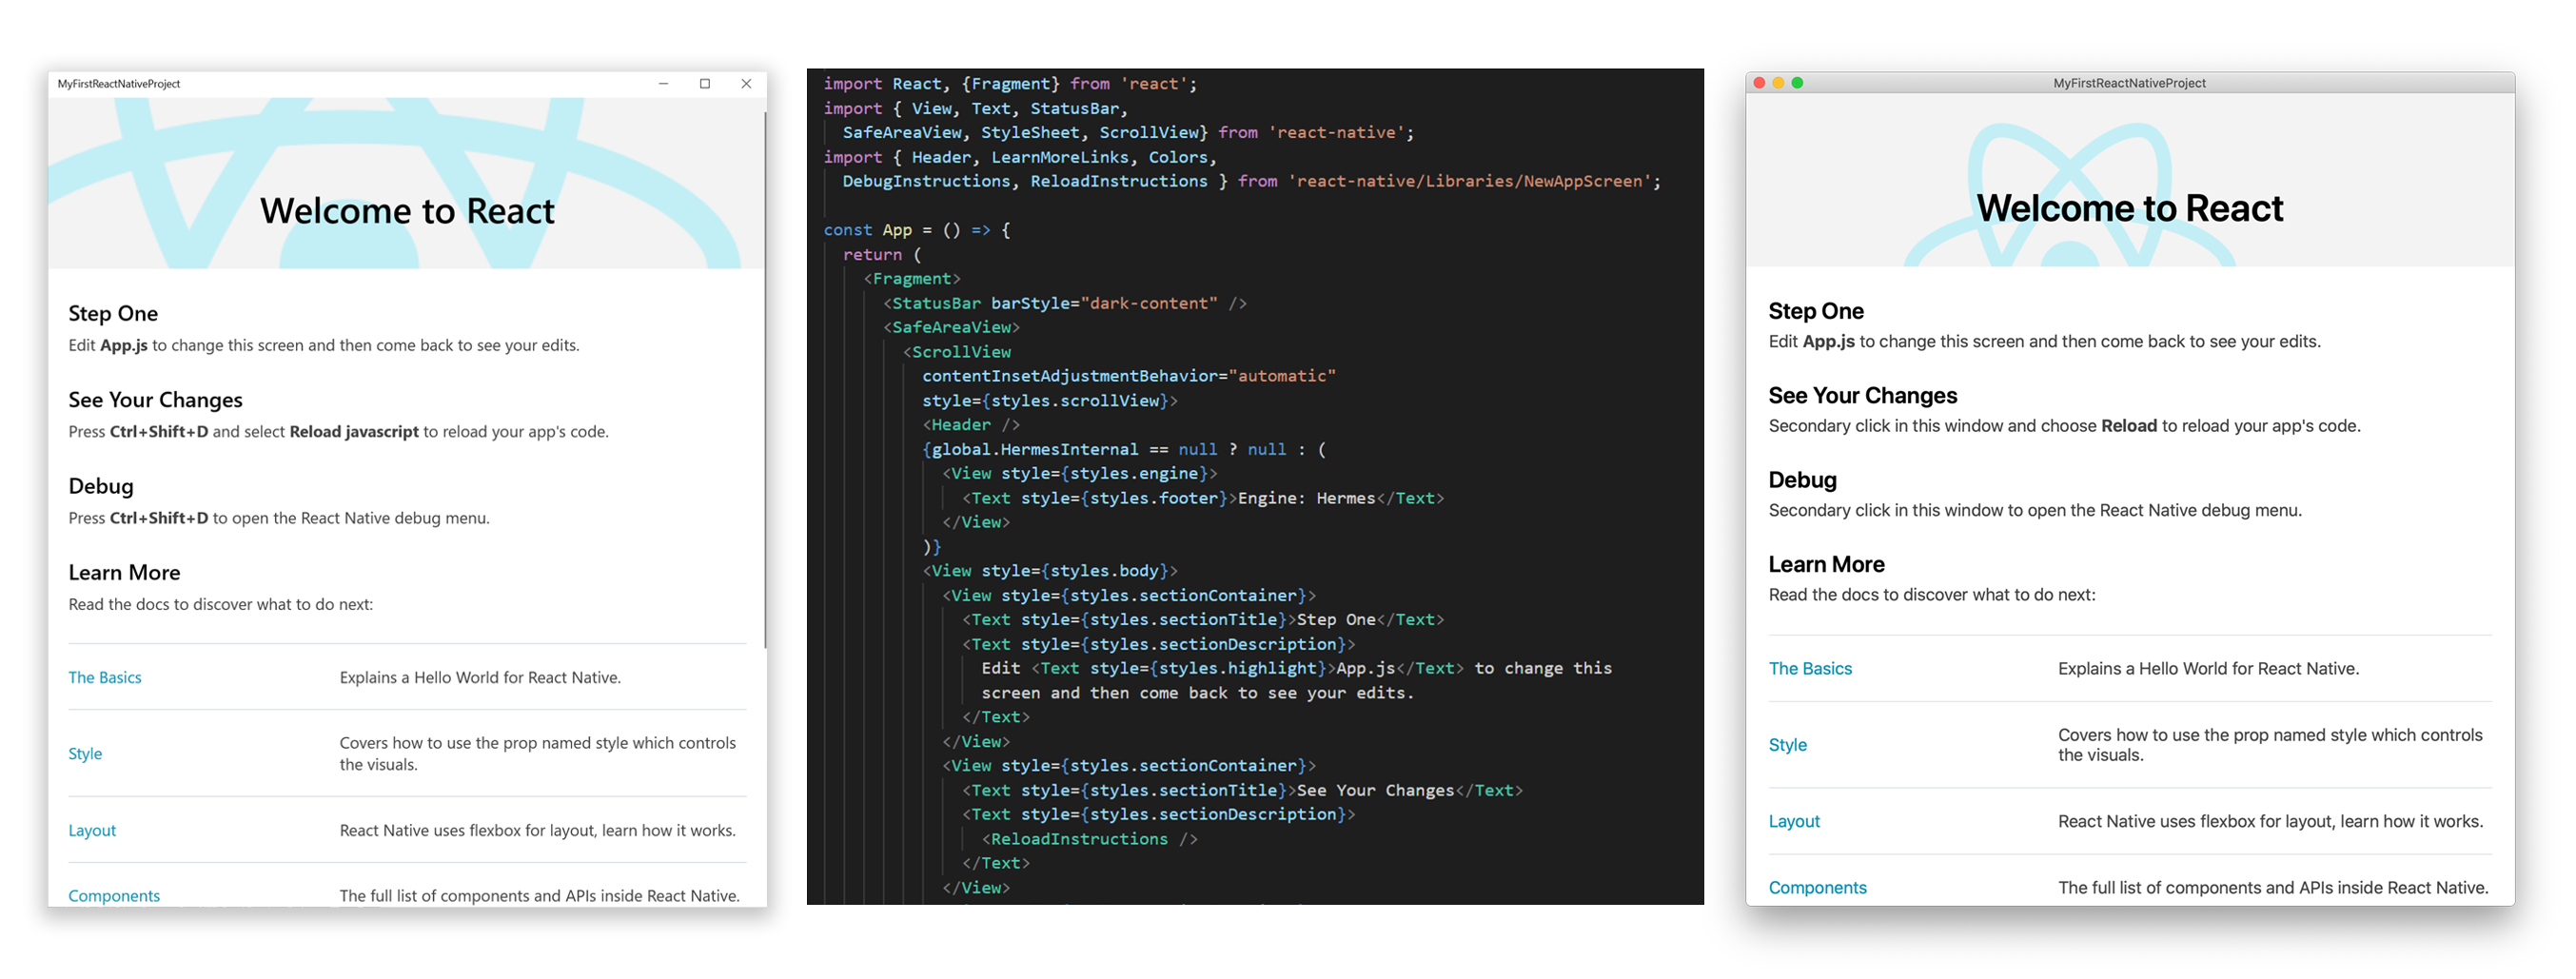 MyFirstReactNativeProject
Welcome to React
Step One
Edit App.js to change this screen and then come back to see your edits.
See Your Changes
Press Ctrl+Shift+D and select Reload javascript to reload your app's code.
Debug
Press Ctrl+Shift+D to open the React Native debug menu.
Learn More
Read the docs to discover what to do next:
The Basics Explains a Hello World for React Native.
Style Covers how to use the prop named style which controls
the visuals.
Layout React Native uses flexbox for layout, learn how it works.
Components The full list of components and APIs inside React Native.
import React, {Fragment} from 'react';
import { View, Text, StatusBar,
SafeAreaView, StyleSheet, ScrollView} from 'react-native';
import { Header, LearnMoreLinks, Colors,
DebugInstructions, ReloadInstructions } from 'react-native/Libraries/NewAppScreen';
const App = () => {
return (
<Fragment>
<StatusBar barStyle="dark-content" />
<SafeAreaView>
<ScrollView
contentInsetAdjustmentBehavior="automatic"
style={styles.scrollView}>
<Header />
{global.HermesInternal == null ? null : (
<View style={styles.engine}>
<Text style={styles.footer}>Engine: Hermes</Text>
</View>
)}
<View style={styles.body}>
<View style={styles.sectionContainer}>
<Text style={styles.sectionTitle}>Step One</Text>
<Text style={styles.sectionDescription}>
Edit <Text style={styles.highlight}>App.js</Text> to change this
screen and then come back to see your edits.
</Text>
</View>
<View style={styles.sectionContainer}>
<Text style={styles.sectionTitle}>See Your Changes</Text>
<Text style={styles.sectionDescription}>
<ReloadInstructions />
</Text>
</View>
MyFirstReactNativeProject
Welcome to React
Step One
Edit App.js to change this screen and then come back to see your edits.
See Your Changes
Secondary click in this window and choose Reload to reload your app's code.
Debug
Secondary click in this window to open the React Native debug menu.
Learn More
Read the docs to discover what to do next:
The Basics Explains a Hello World for React Native.
Style Covers how to use the prop named style which controls
the visuals.
Layout React Native uses flexbox for layout, learn how it works.
Components The full list of components and APIs inside React Native.